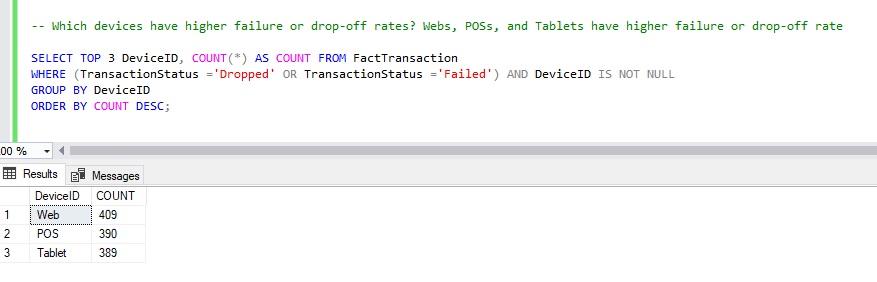 -- Which devices have higher failure or drop-off rates? Webs, POSs, and Tablets have higher failure or drop-off rate
SELECT TOP 3 DeviceID, COUNT(*) AS COUNT FROM FactTransaction
WHERE (TransactionStatus ='Dropped' OR TransactionStatus ='Failed') AND DeviceID IS NOT NULL
GROUP BY DeviceID
ORDER BY COUNT DESC;
00 %
Results Messages
DeviceID COUNT
1 Web 409
2 POS 390
3 Tablet 389